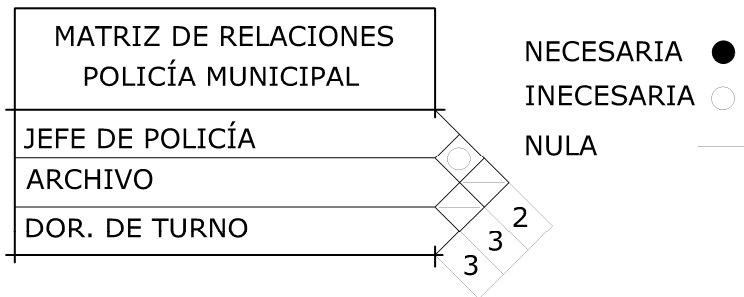 MATRIZ DE RELACIONES
POLICÍA MUNICIPAL
JEFE DE POLICÍA
ARCHIVO
DOR. DE TURNO
2
3
3
NECESARIA
INECESARIA
NULA